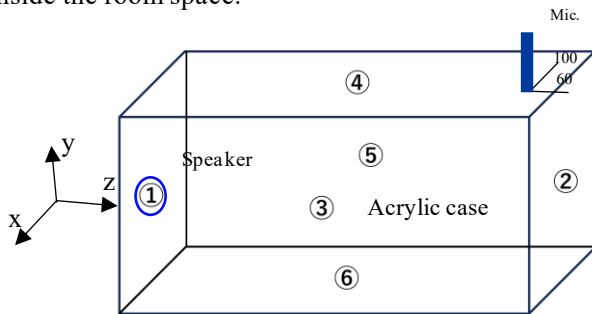 inside the room space.
Mic.
100
60
④
y
Speaker
⑤
z
①
②
x
③
Acrylic case
⑥